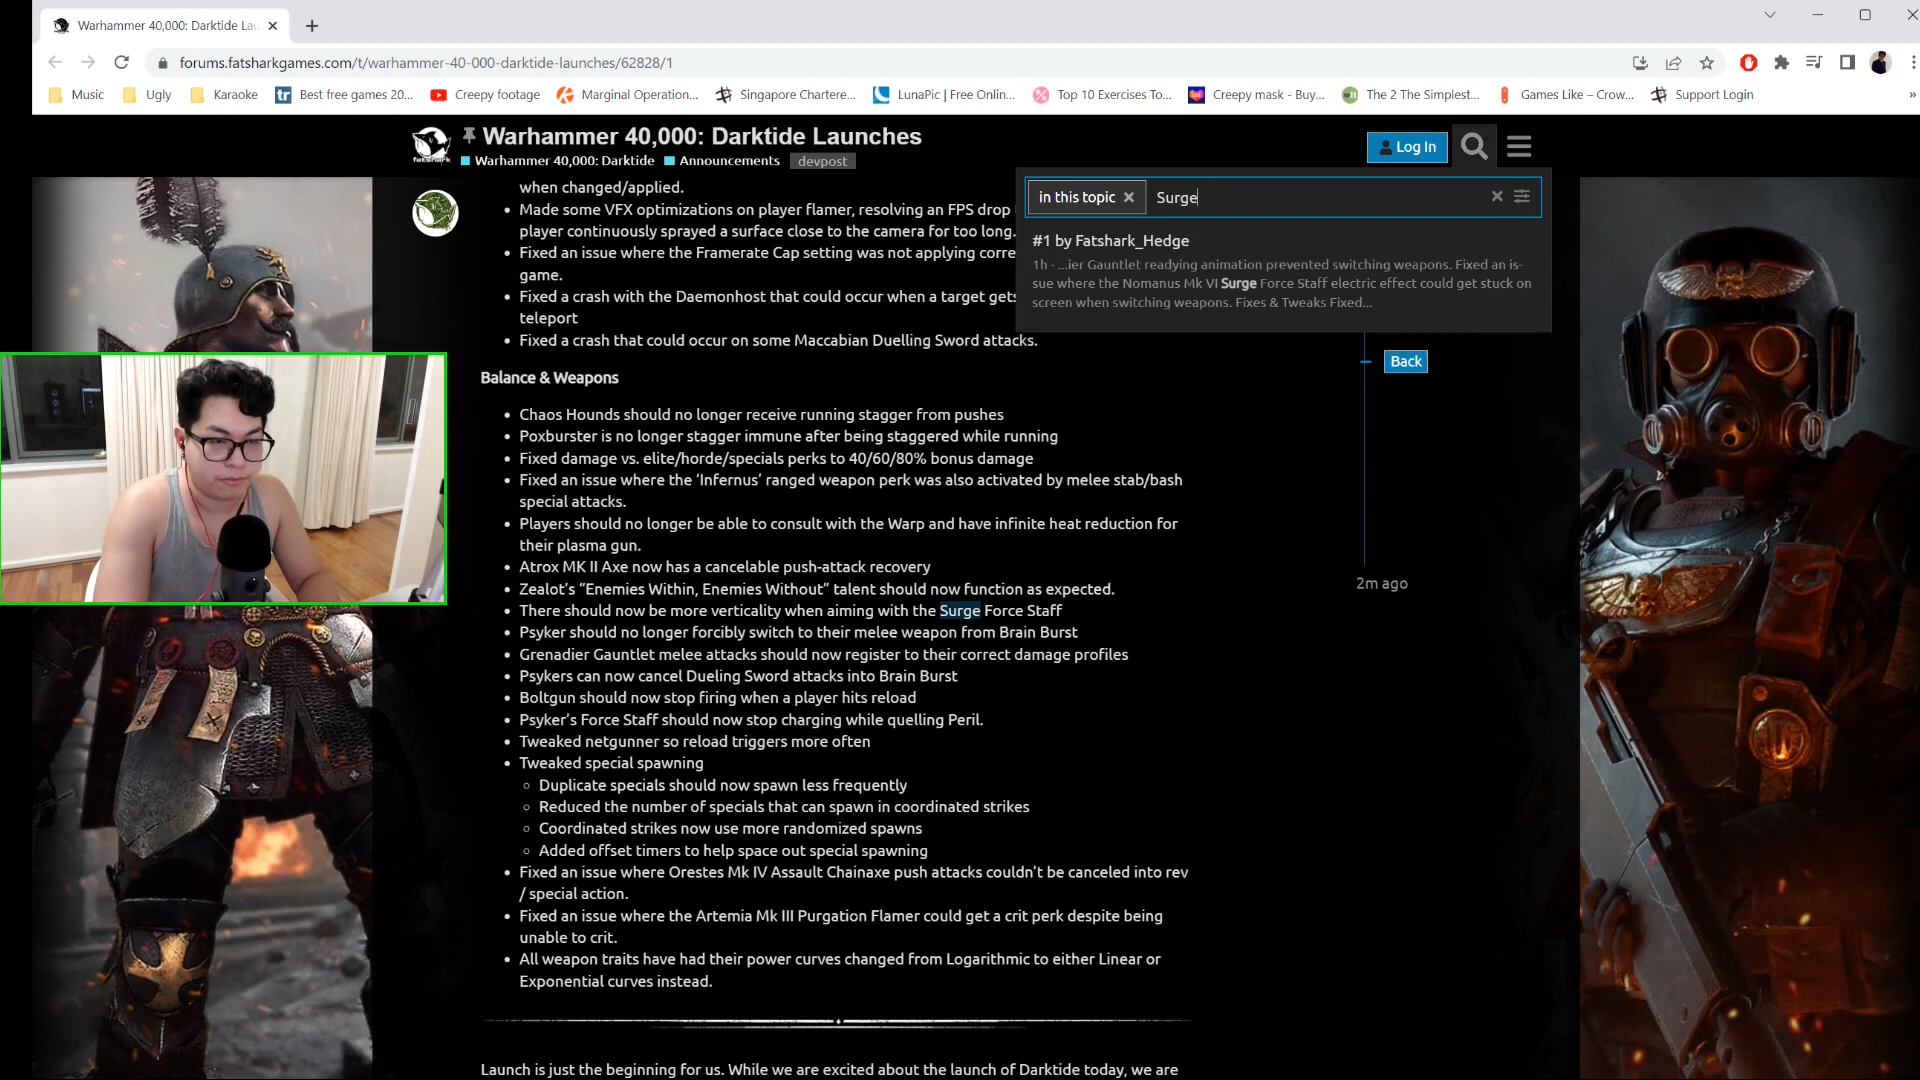 Warhammer 40,000: Darktide Lau
forums.fatsharkgames.com/t/warhammer-40-000-darktide-launches/62828/1
Music
Ugly
Karaoke
Best free games 20...
Creepy footage
Marginal Operation...
Singapore Chartere...
LunaPic | Free Onlin...
Top 10 Exercises To...
Creepy mask - Buy...
The 2 The Simplest...
Games Like – Crow...
Support Login
»
Warhammer 40,000: Darktide Launches
Warhammer 40,000: Darktide Announcements devpost
Log In
in this topic Surge
#1 by Fatshark_Hedge
1h - ...ier Gauntlet readying animation prevented switching weapons. Fixed an is-
sue where the Nomanus Mk VI Surge Force Staff electric effect could get stuck on
screen when switching weapons. Fixes & Tweaks Fixed...
when changed/applied.
• Made some VFX optimizations on player flamer, resolving an FPS drop
player continuously sprayed a surface close to the camera for too long.
• Fixed an issue where the Framerate Cap setting was not applying corre
game.
• Fixed a crash with the Daemonhost that could occur when a target gets
teleport
• Fixed a crash that could occur on some Maccabian Duelling Sword attacks.
Back
2m ago
Balance & Weapons
• Chaos Hounds should no longer receive running stagger from pushes
• Poxburster is no longer stagger immune after being staggered while running
• Fixed damage vs. elite/horde/specials perks to 40/60/80% bonus damage
• Fixed an issue where the ‘Infernus’ ranged weapon perk was also activated by melee stab/bash
special attacks.
• Players should no longer be able to consult with the Warp and have infinite heat reduction for
their plasma gun.
• Atrox MK II Axe now has a cancelable push-attack recovery
• Zealot’s “Enemies Within, Enemies Without” talent should now function as expected.
• There should now be more verticality when aiming with the Surge Force Staff
• Psyker should no longer forcibly switch to their melee weapon from Brain Burst
• Grenadier Gauntlet melee attacks should now register to their correct damage profiles
• Psykers can now cancel Dueling Sword attacks into Brain Burst
• Boltgun should now stop firing when a player hits reload
• Psyker’s Force Staff should now stop charging while quelling Peril.
• Tweaked netgunner so reload triggers more often
• Tweaked special spawning
◦ Duplicate specials should now spawn less frequently
◦ Reduced the number of specials that can spawn in coordinated strikes
◦ Coordinated strikes now use more randomized spawns
◦ Added offset timers to help space out special spawning
• Fixed an issue where Orestes Mk IV Assault Chainaxe push attacks couldn’t be canceled into rev
/ special action.
• Fixed an issue where the Artemia Mk III Purgation Flamer could get a crit perk despite being
unable to crit.
• All weapon traits have had their power curves changed from Logarithmic to either Linear or
Exponential curves instead.
Launch is just the beginning for us. While we are excited about the launch of Darktide today, we are